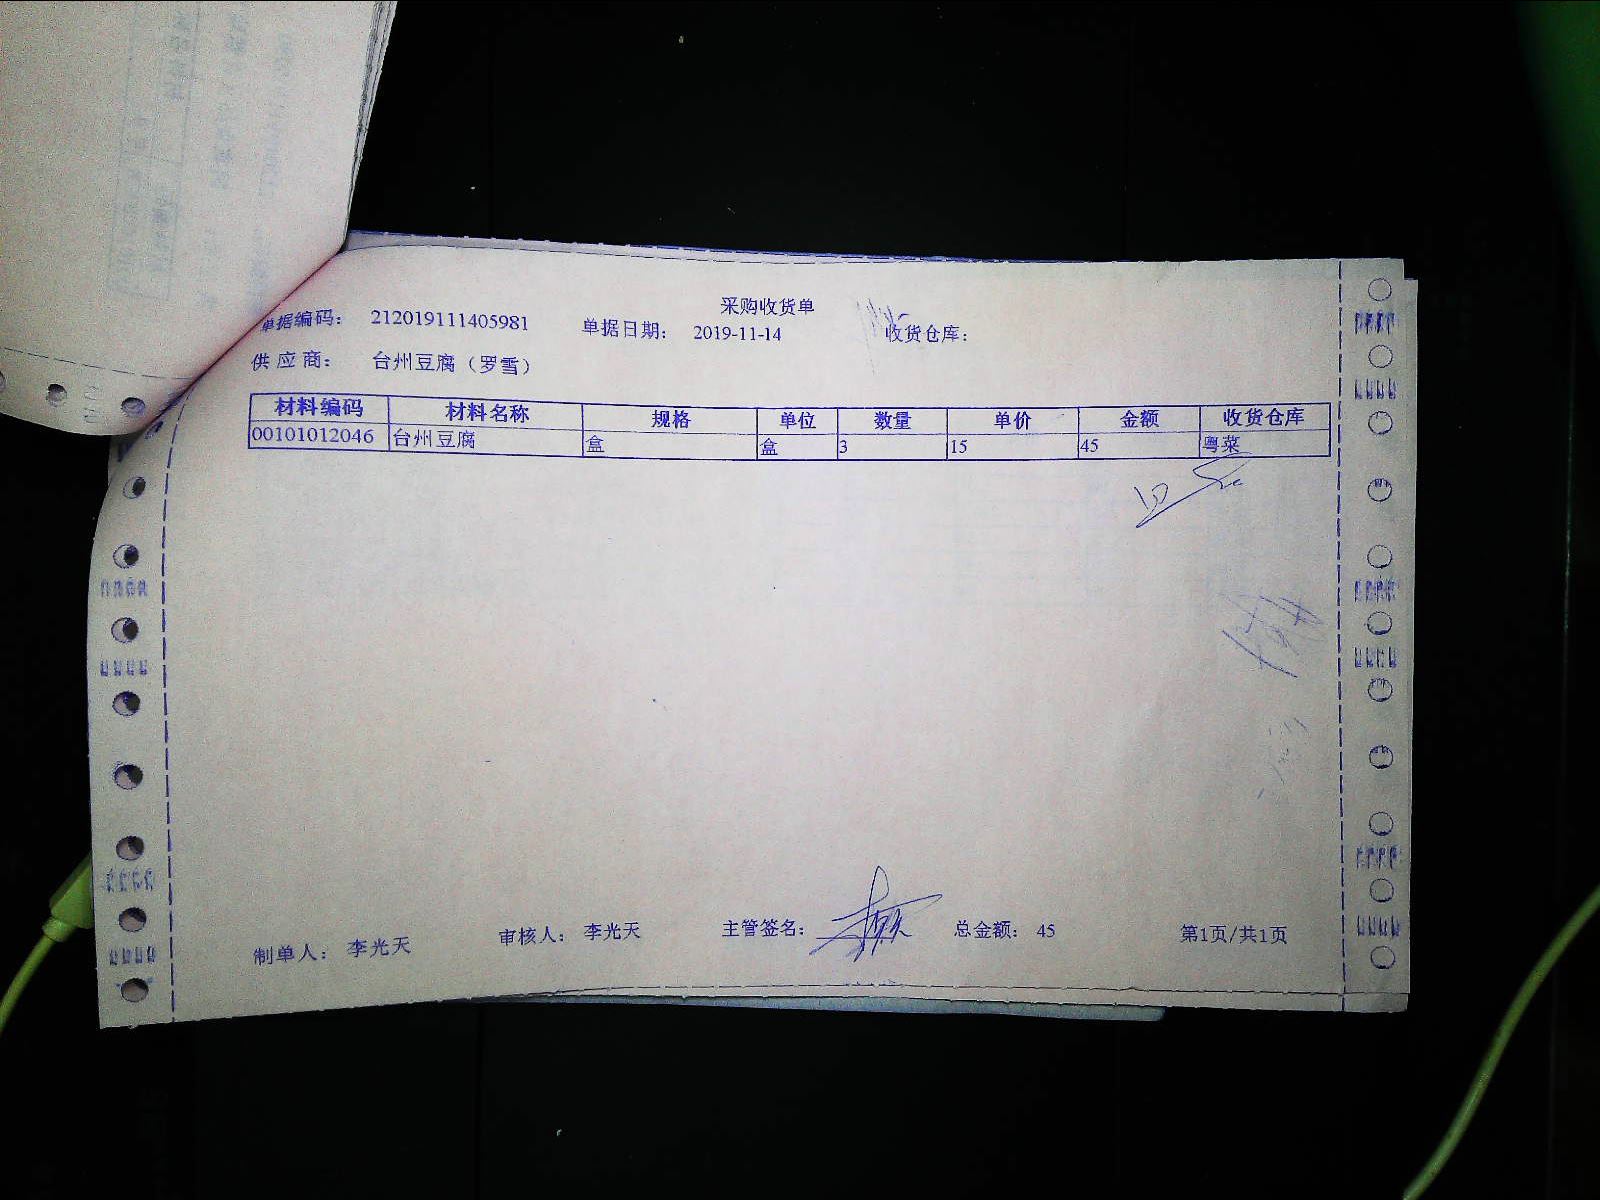 采购收货单
单据编码： 212019111405981 单据日期： 2019-11-14 收货仓库：
供应商： 台州豆腐（罗雪）
材料编码 材料名称 规格 单位 数量 单价 金额 收货仓库
00101012046 台州豆腐 盒 盒 3 15 45 粤菜
制单人： 李光天 审核人： 李光天 主管签名： 总金额： 45 第1页/共1页